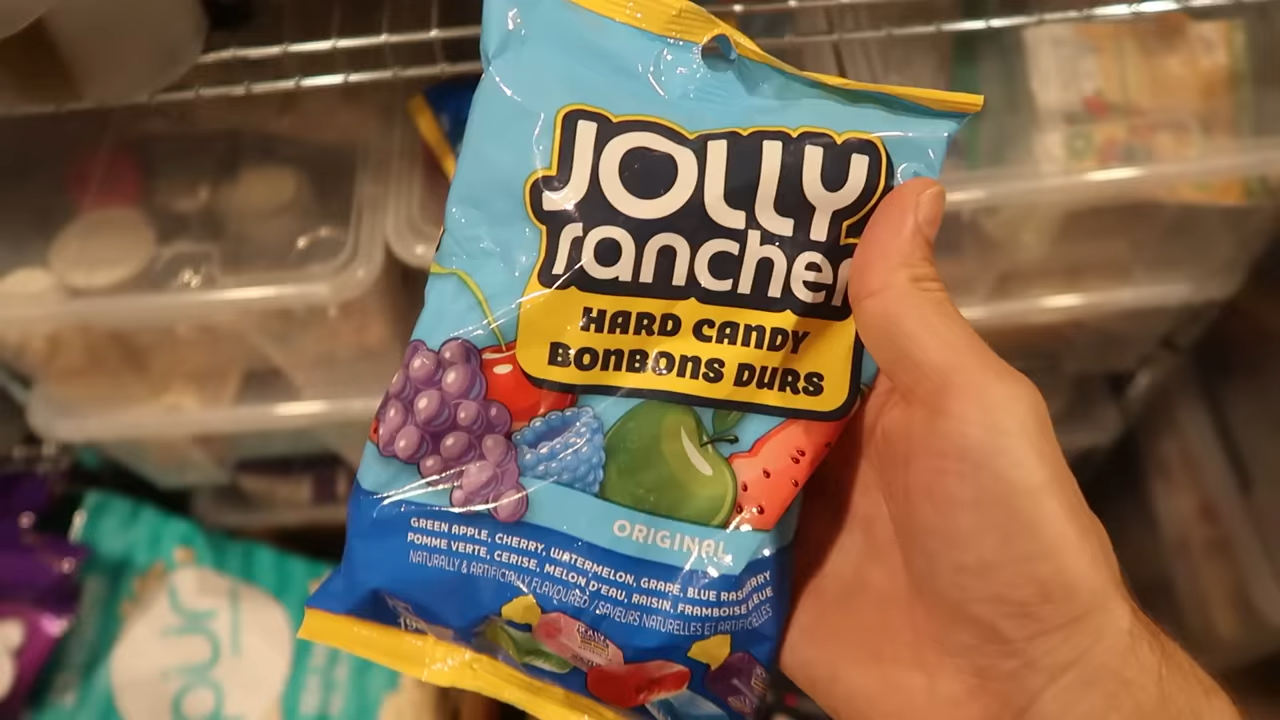 JOLLY
rancher
HARD CANDY
BONBONS DURS
ORIGINAL
GREEN APPLE, CHERRY, WATERMELON, GRAPE, BLUE RASPBERRY
POMME VERTE, CERISE, MELON D'EAU, RAISIN, FRAMBOISE BLEUE
NATURALLY & ARTIFICIALLY FLAVOURED / SAVEURS NATURELLES ET ARTIFICIELLES
pur